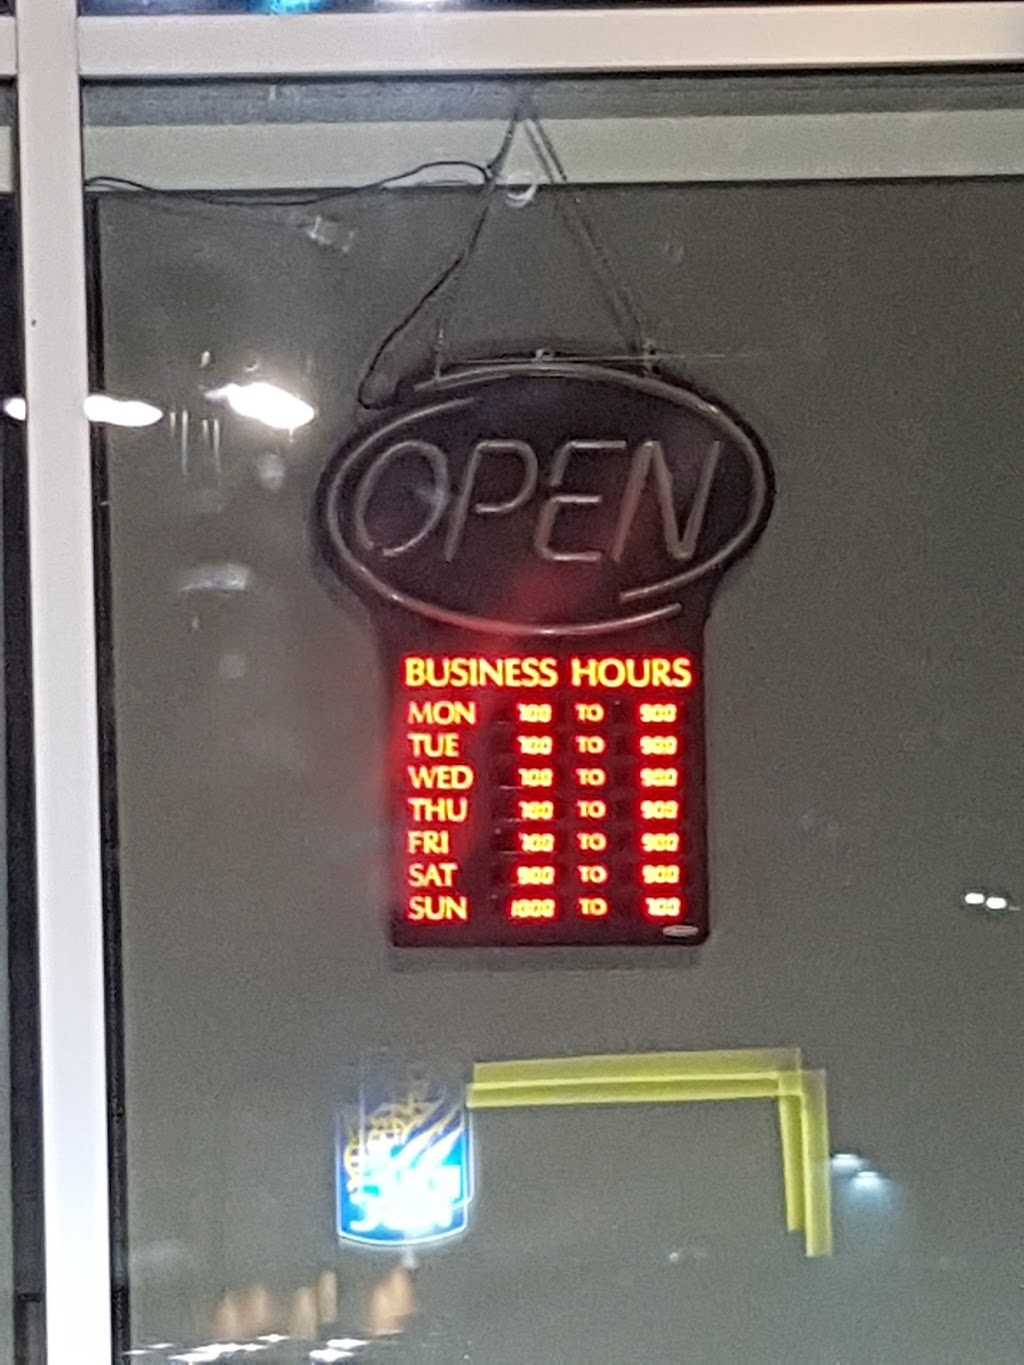 OPEN
BUSINESS HOURS
MON 7:00 TO 9:00
TUE 7:00 TO 9:00
WED 7:00 TO 9:00
THU 7:00 TO 9:00
FRI 7:00 TO 9:00
SAT 9:00 TO 9:00
SUN 10:00 TO 7:00